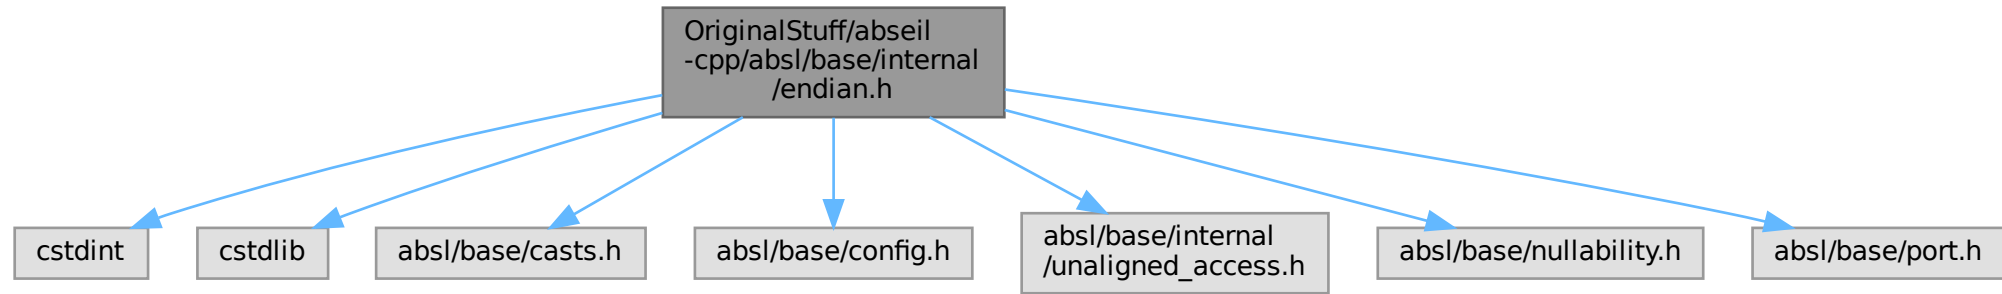 OriginalStuff/abseil
-cpp/absl/base/internal
/endian.h
cstdint
cstdlib
absl/base/casts.h
absl/base/config.h
absl/base/internal
/unaligned_access.h
absl/base/nullability.h
absl/base/port.h